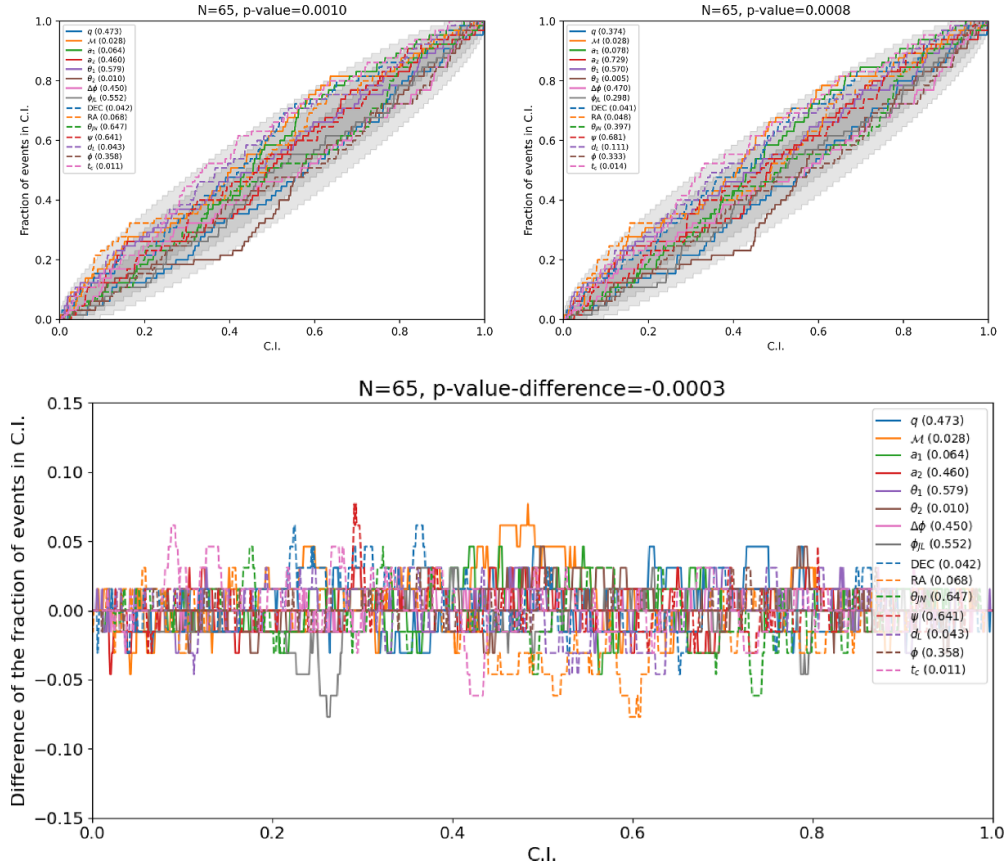 N=65, p-value=0.0010
q (0.473)
ℳ (0.028)
a₁ (0.064)
a₂ (0.460)
θ₁ (0.579)
θ₂ (0.010)
Δϕ (0.450)
ϕJL (0.552)
DEC (0.042)
RA (0.068)
θJN (0.647)
ψ (0.641)
dL (0.043)
ϕ (0.358)
tc (0.011)
Fraction of events in C.I.
1.0
0.8
0.6
0.4
0.2
0.0
0.0 0.2 0.4 0.6 0.8 1.0
C.I.
N=65, p-value=0.0008
q (0.374)
ℳ (0.028)
a₁ (0.078)
a₂ (0.729)
θ₁ (0.570)
θ₂ (0.005)
Δϕ (0.470)
ϕJL (0.298)
DEC (0.041)
RA (0.048)
θJN (0.397)
ψ (0.681)
dL (0.111)
ϕ (0.333)
tc (0.014)
Fraction of events in C.I.
1.0
0.8
0.6
0.4
0.2
0.0
0.0 0.2 0.4 0.6 0.8 1.0
C.I.
N=65, p-value-difference=-0.0003
q (0.473)
ℳ (0.028)
a₁ (0.064)
a₂ (0.460)
θ₁ (0.579)
θ₂ (0.010)
Δϕ (0.450)
ϕJL (0.552)
DEC (0.042)
RA (0.068)
θJN (0.647)
ψ (0.641)
dL (0.043)
ϕ (0.358)
tc (0.011)
Difference of the fraction of events in C.I.
0.15
0.10
0.05
0.00
−0.05
−0.10
−0.15
0.0 0.2 0.4 0.6 0.8 1.0
C.I.